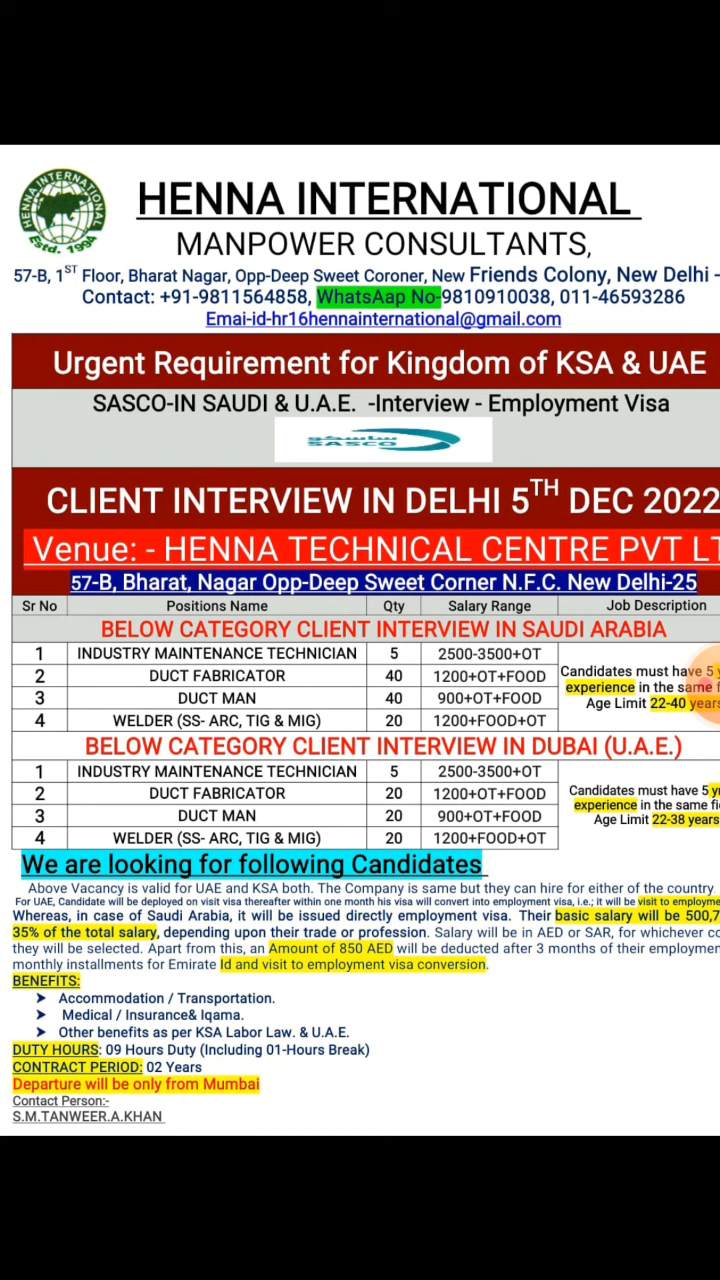 HENNA INTERNATIONAL
Estd. 1994
HENNA INTERNATIONAL
MANPOWER CONSULTANTS,
57-B, 1ST Floor, Bharat Nagar, Opp-Deep Sweet Coroner, New Friends Colony, New Delhi -
Contact: +91-9811564858, WhatsAap No-9810910038, 011-46593286
Emai-id-hr16hennainternational@gmail.com
Urgent Requirement for Kingdom of KSA & UAE
SASCO-IN SAUDI & U.A.E. -Interview - Employment Visa
ساسكو
SASCO
CLIENT INTERVIEW IN DELHI 5TH DEC 2022
Venue: - HENNA TECHNICAL CENTRE PVT LT
57-B, Bharat, Nagar Opp-Deep Sweet Corner N.F.C. New Delhi-25
Sr No Positions Name Qty Salary Range Job Description
BELOW CATEGORY CLIENT INTERVIEW IN SAUDI ARABIA
1 INDUSTRY MAINTENANCE TECHNICIAN 5 2500-3500+OT
2 DUCT FABRICATOR 40 1200+OT+FOOD
3 DUCT MAN 40 900+OT+FOOD
4 WELDER (SS- ARC, TIG & MIG) 20 1200+FOOD+OT
Candidates must have 5 y
experience in the same f
Age Limit 22-40 years
BELOW CATEGORY CLIENT INTERVIEW IN DUBAI (U.A.E.)
1 INDUSTRY MAINTENANCE TECHNICIAN 5 2500-3500+OT
2 DUCT FABRICATOR 20 1200+OT+FOOD
3 DUCT MAN 20 900+OT+FOOD
4 WELDER (SS- ARC, TIG & MIG) 20 1200+FOOD+OT
Candidates must have 5 yr
experience in the same fie
Age Limit 22-38 years
We are looking for following Candidates
Above Vacancy is valid for UAE and KSA both. The Company is same but they can hire for either of the country
For UAE, Candidate will be deployed on visit visa thereafter within one month his visa will convert into employment visa, i.e.; it will be visit to employme
Whereas, in case of Saudi Arabia, it will be issued directly employment visa. Their basic salary will be 500,7
35% of the total salary, depending upon their trade or profession. Salary will be in AED or SAR, for whichever co
they will be selected. Apart from this, an Amount of 850 AED will be deducted after 3 months of their employmen
monthly installments for Emirate Id and visit to employment visa conversion.
BENEFITS:
➤ Accommodation / Transportation.
➤ Medical / Insurance& Iqama.
➤ Other benefits as per KSA Labor Law. & U.A.E.
DUTY HOURS: 09 Hours Duty (Including 01-Hours Break)
CONTRACT PERIOD: 02 Years
Departure will be only from Mumbai
Contact Person:-
S.M.TANWEER.A.KHAN